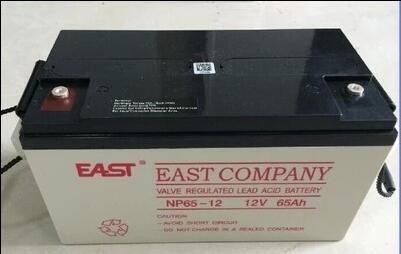 EAST
EAST COMPANY
VALVE REGULATED LEAD ACID BATTERY
NP65-12 12V 65Ah
CAUTION
AVOID SHORT CIRCUIT
DO NOT CHARGE IN A SEALED CONTAINER